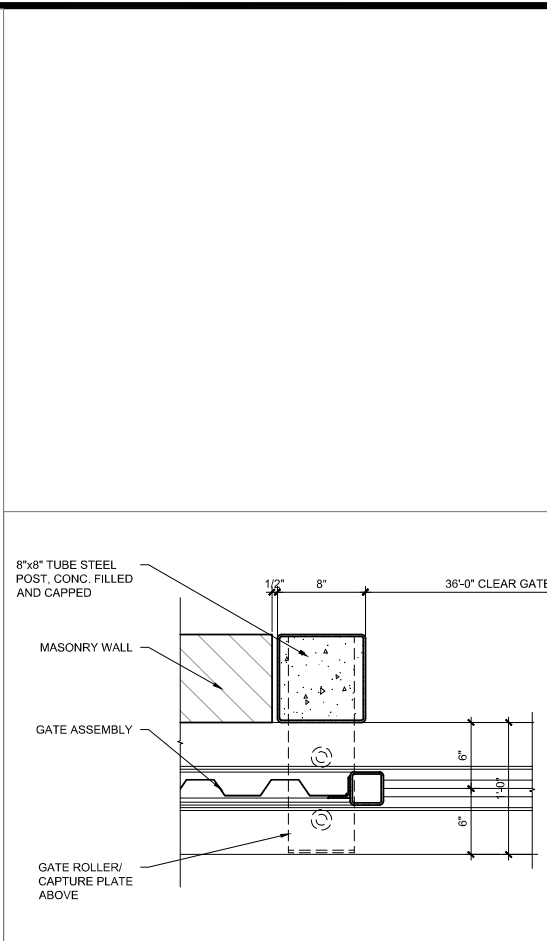 8"x8" TUBE STEEL
POST, CONC. FILLED
AND CAPPED
1/2"
8"
36'-0" CLEAR GATE
MASONRY WALL
GATE ASSEMBLY
6"
1'-0"
6"
GATE ROLLER/
CAPTURE PLATE
ABOVE